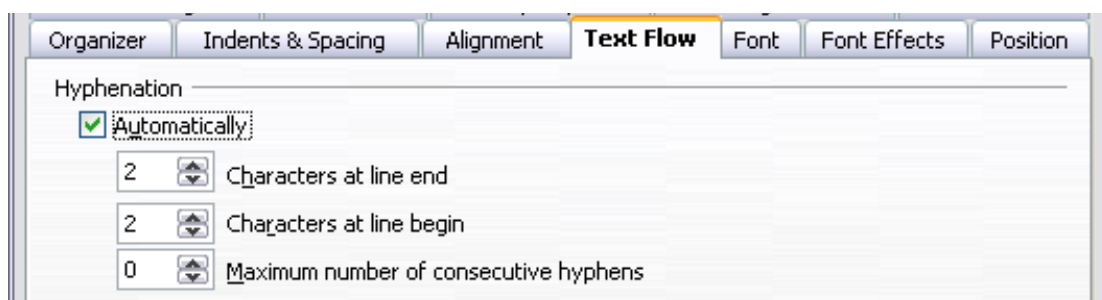 Organizer Indents & Spacing Alignment Text Flow Font Font Effects Position
Hyphenation
Automatically
2 Characters at line end
2 Characters at line begin
0 Maximum number of consecutive hyphens